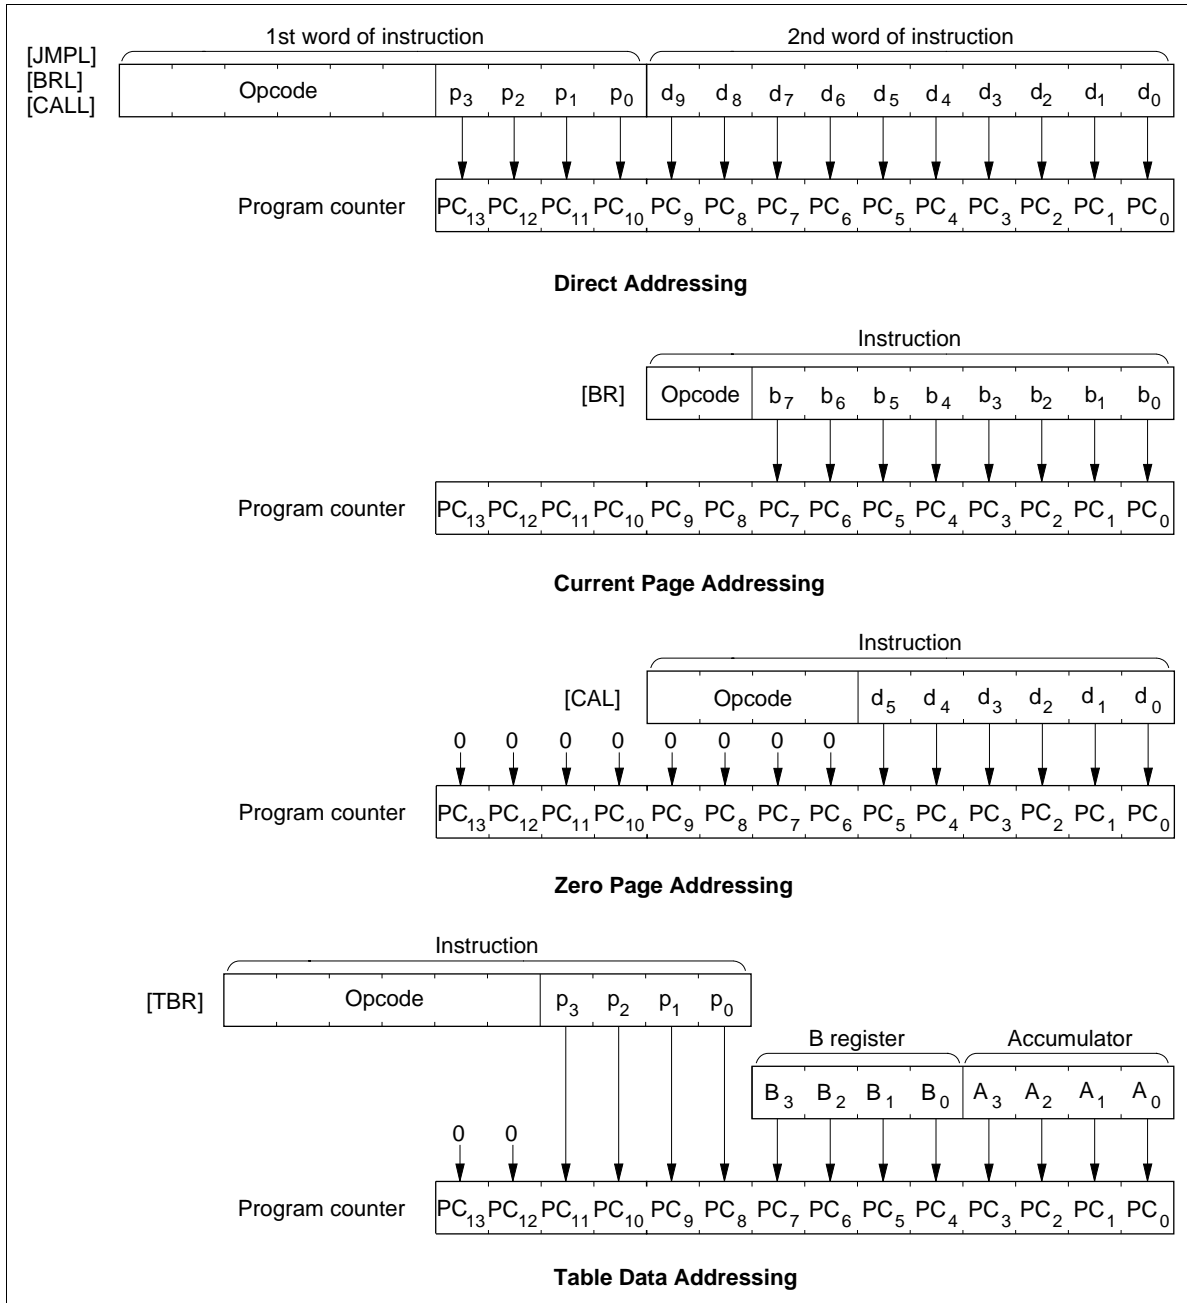 1st word of instruction 2nd word of instruction
[JMPL]
[BRL]
[CALL]
Opcode p3 p2 p1 p0 d9 d8 d7 d6 d5 d4 d3 d2 d1 d0
Program counter PC13 PC12 PC11 PC10 PC9 PC8 PC7 PC6 PC5 PC4 PC3 PC2 PC1 PC0
Direct Addressing
Instruction
[BR] Opcode b7 b6 b5 b4 b3 b2 b1 b0
Program counter PC13 PC12 PC11 PC10 PC9 PC8 PC7 PC6 PC5 PC4 PC3 PC2 PC1 PC0
Current Page Addressing
Instruction
[CAL] Opcode d5 d4 d3 d2 d1 d0
0 0 0 0 0 0 0 0
Program counter PC13 PC12 PC11 PC10 PC9 PC8 PC7 PC6 PC5 PC4 PC3 PC2 PC1 PC0
Zero Page Addressing
Instruction
[TBR] Opcode p3 p2 p1 p0
B register Accumulator
B3 B2 B1 B0 A3 A2 A1 A0
0 0
Program counter PC13 PC12 PC11 PC10 PC9 PC8 PC7 PC6 PC5 PC4 PC3 PC2 PC1 PC0
Table Data Addressing